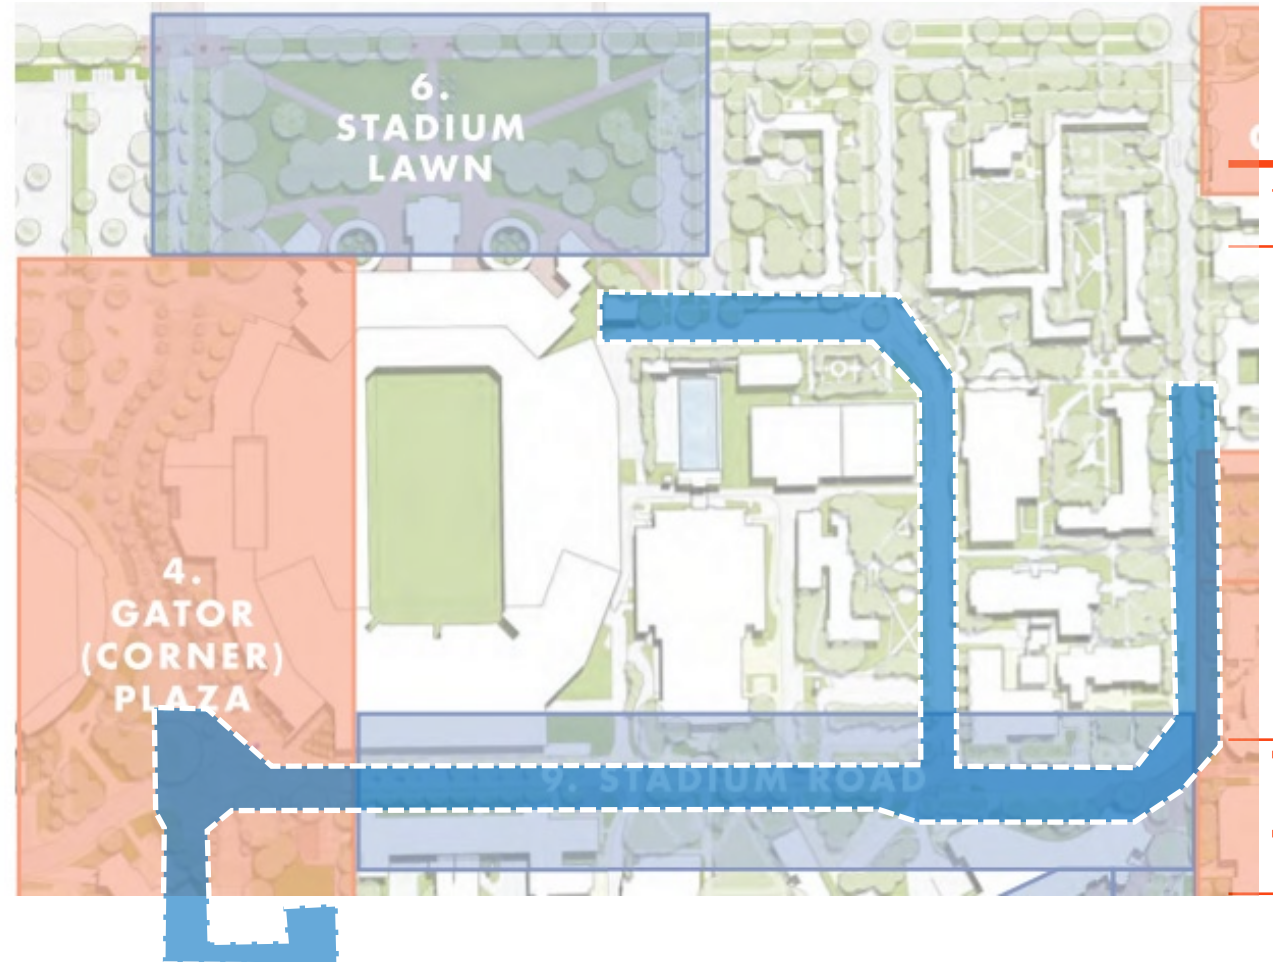 6.
STADIUM
LAWN
4.
GATOR
(CORNER)
PLAZA
9. STADIUM ROAD